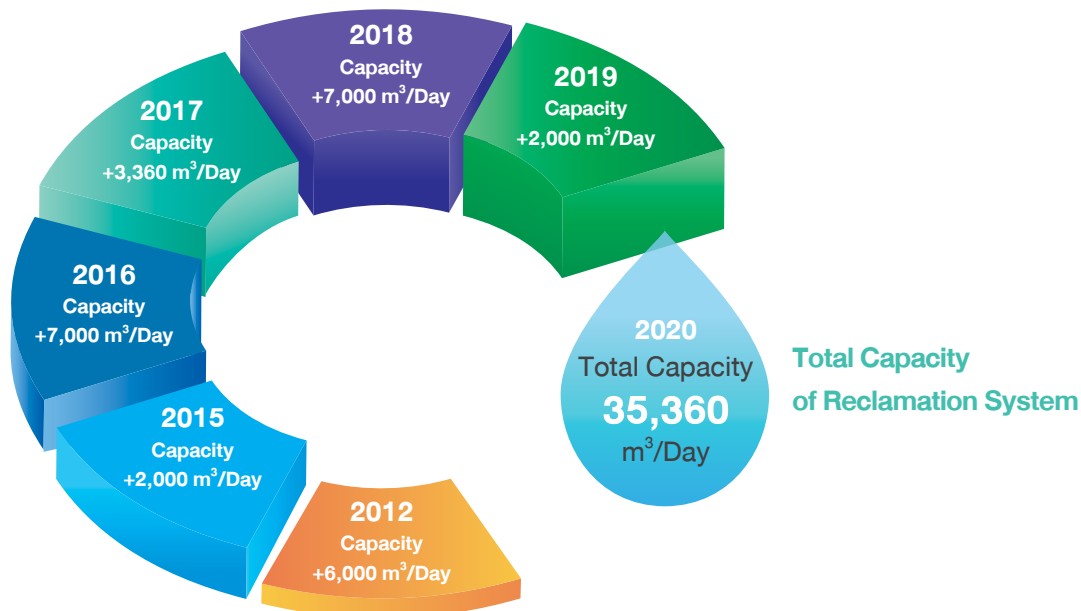 2018
Capacity
+7,000 m³/Day
2019
Capacity
+2,000 m³/Day
2017
Capacity
+3,360 m³/Day
2016
Capacity
+7,000 m³/Day
2015
Capacity
+2,000 m³/Day
2012
Capacity
+6,000 m³/Day
2020
Total Capacity
35,360
m³/Day
Total Capacity
of Reclamation System